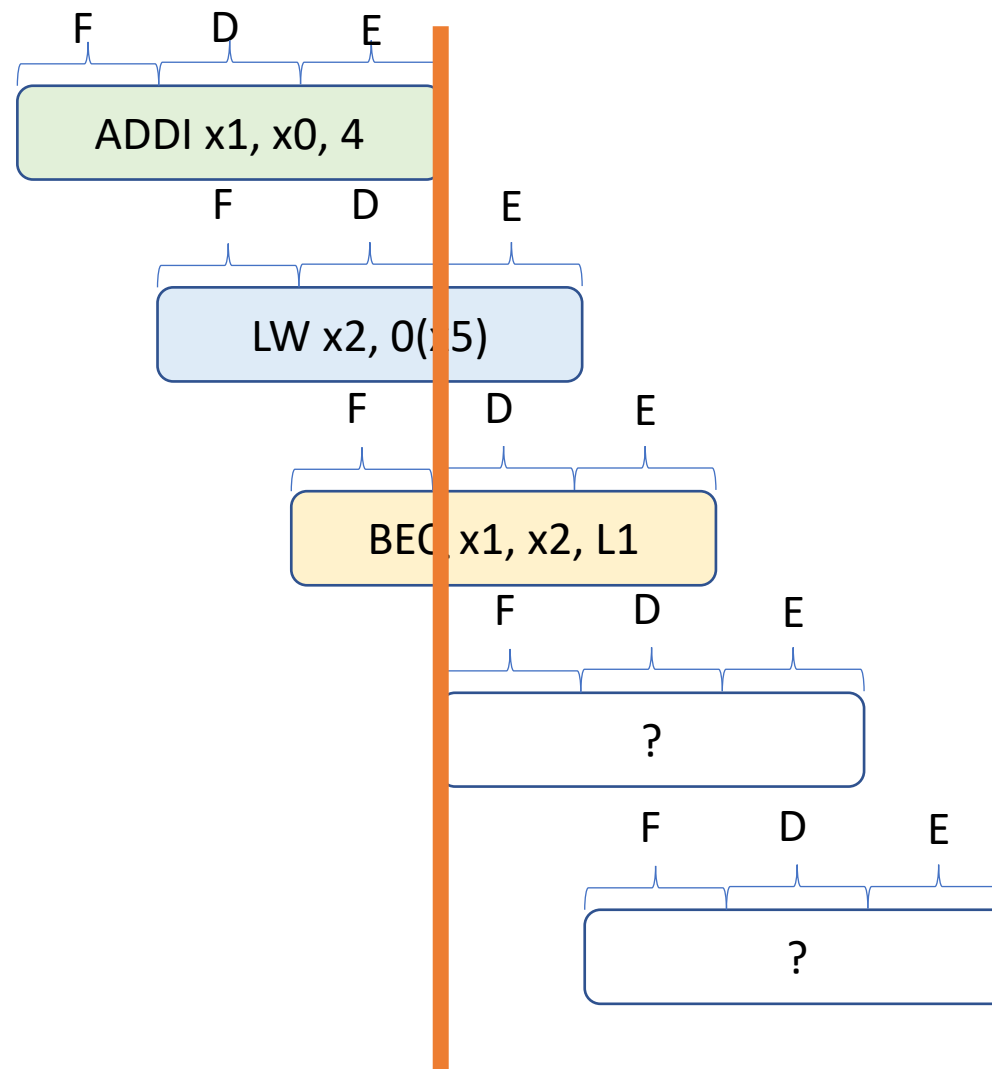 F D E
ADDI x1, x0, 4
F D E
LW x2, 0(x5)
F D E
BEQ x1, x2, L1
F D E
?
F D E
?